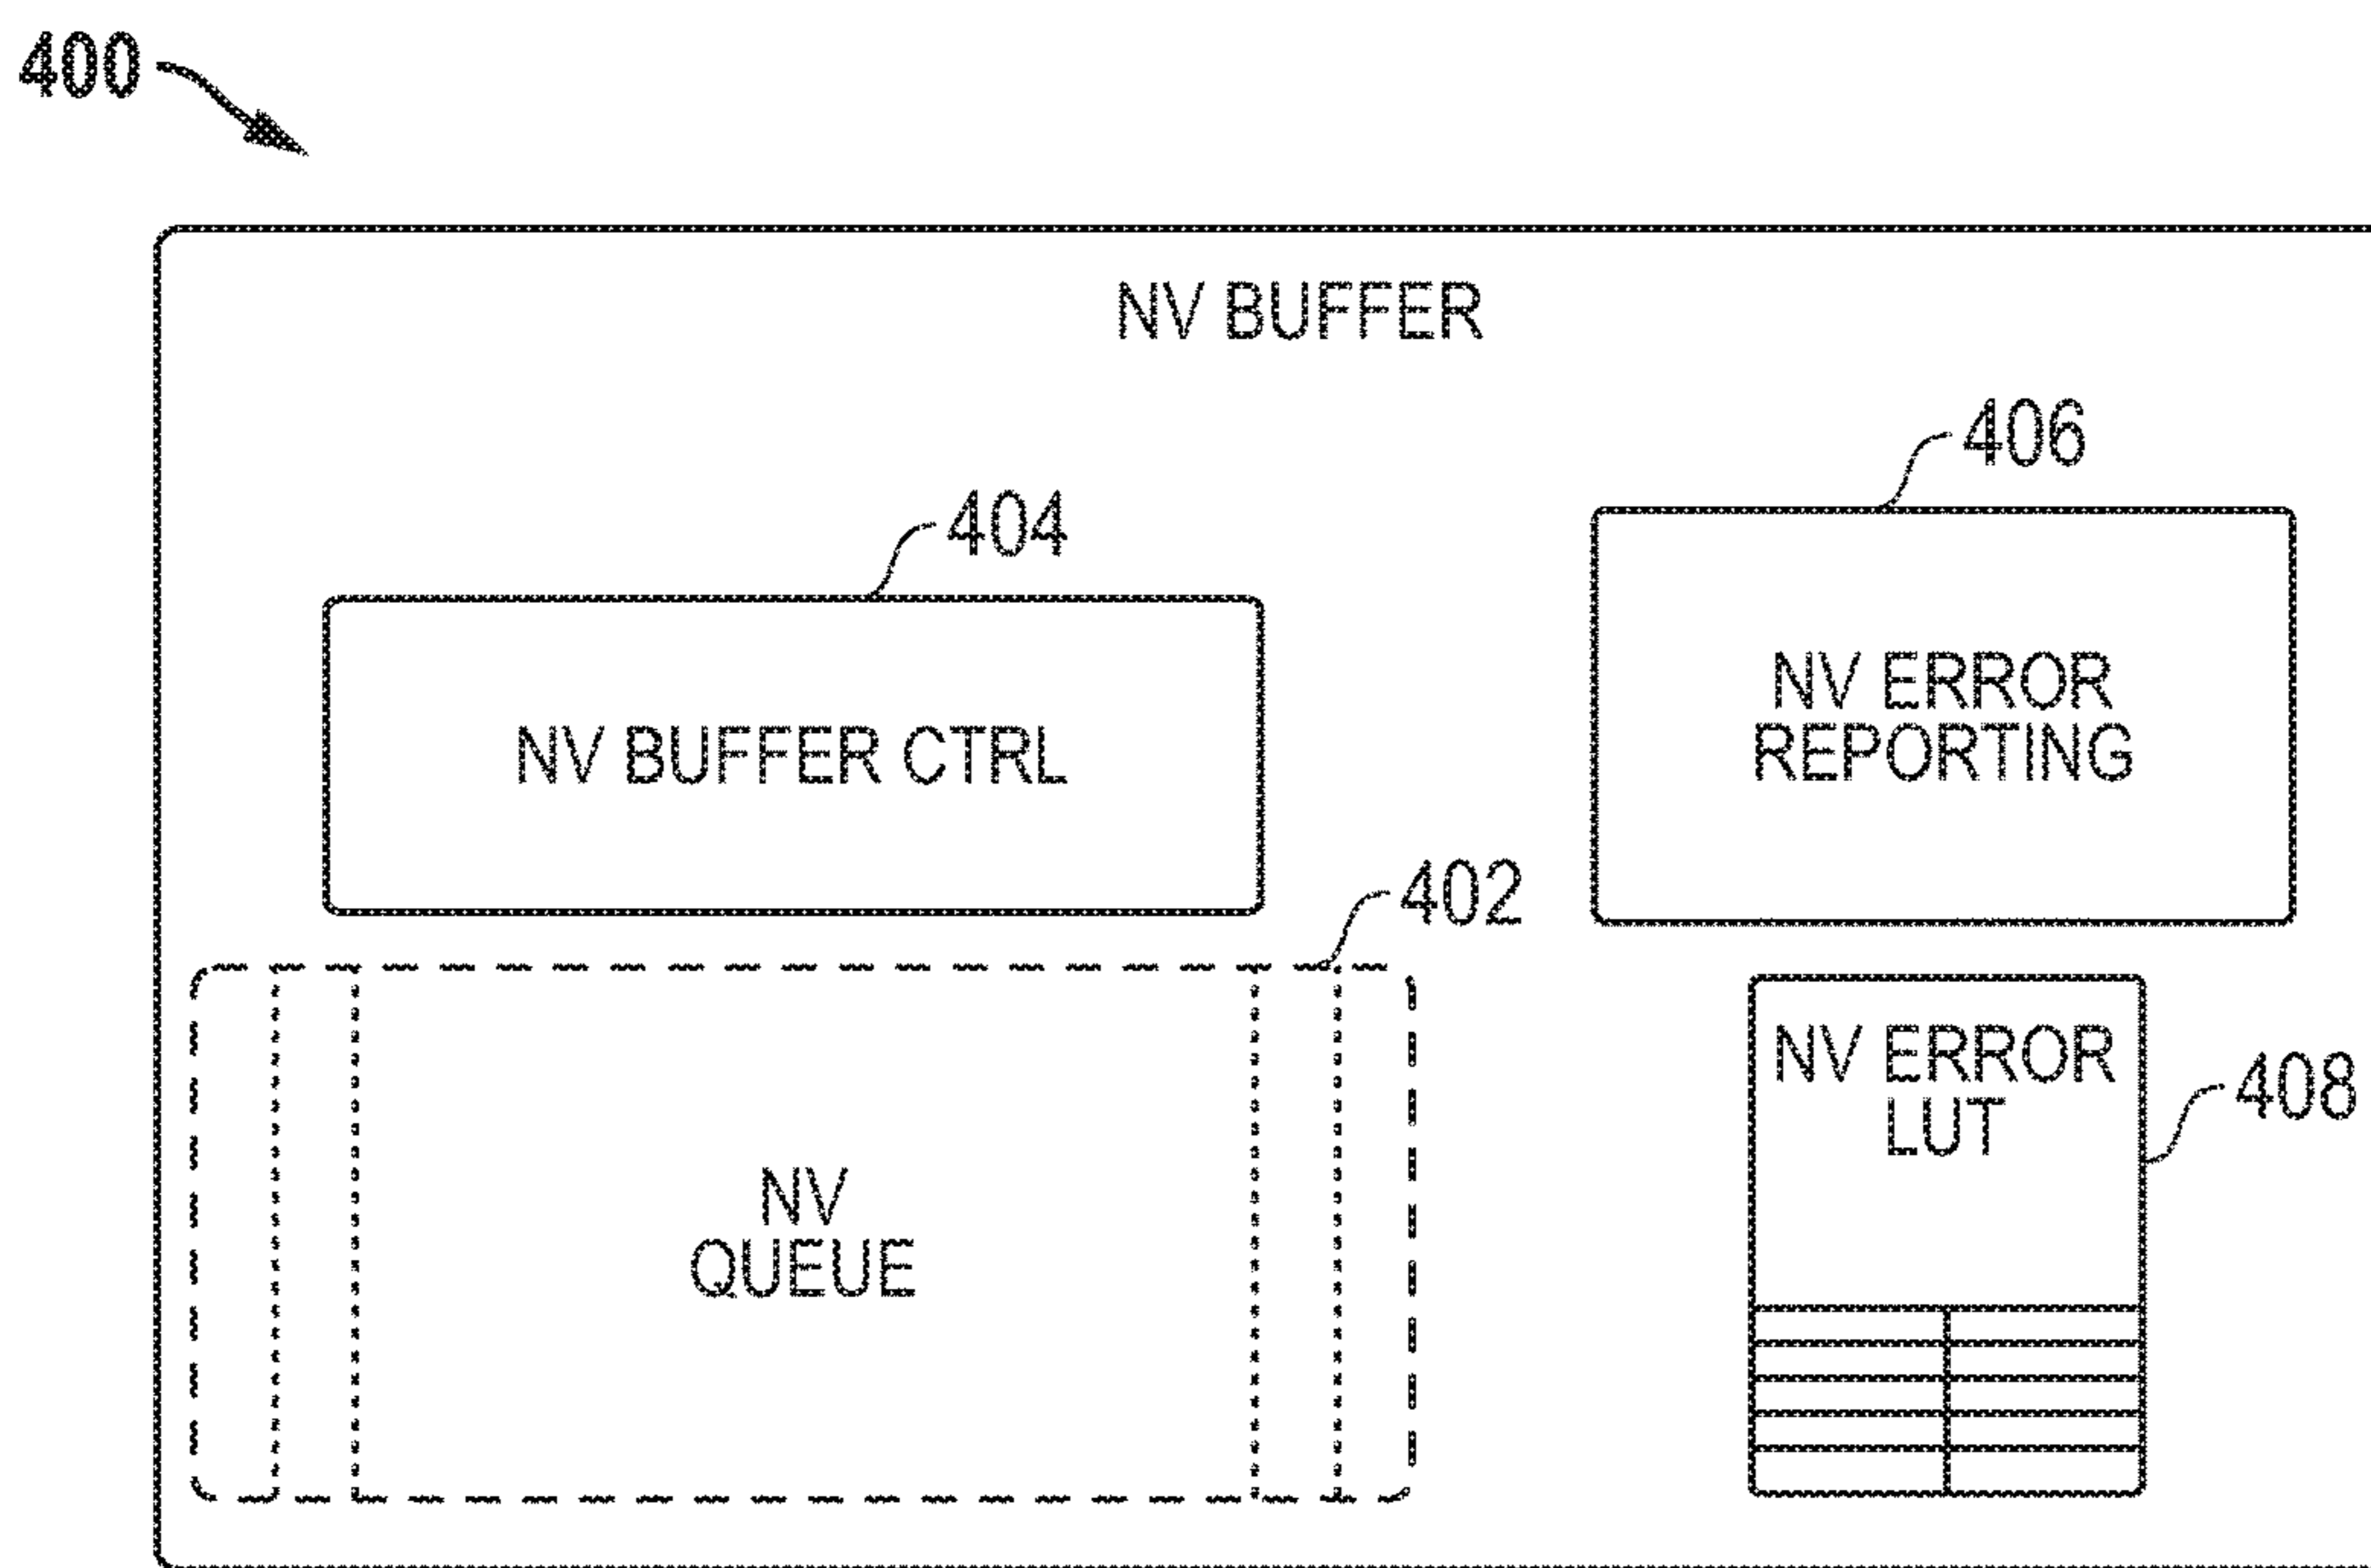 400
NV BUFFER
406
404
NV ERROR
REPORTING
NV BUFFER CTRL
402
NV ERROR
LUT
408
NV
QUEUE